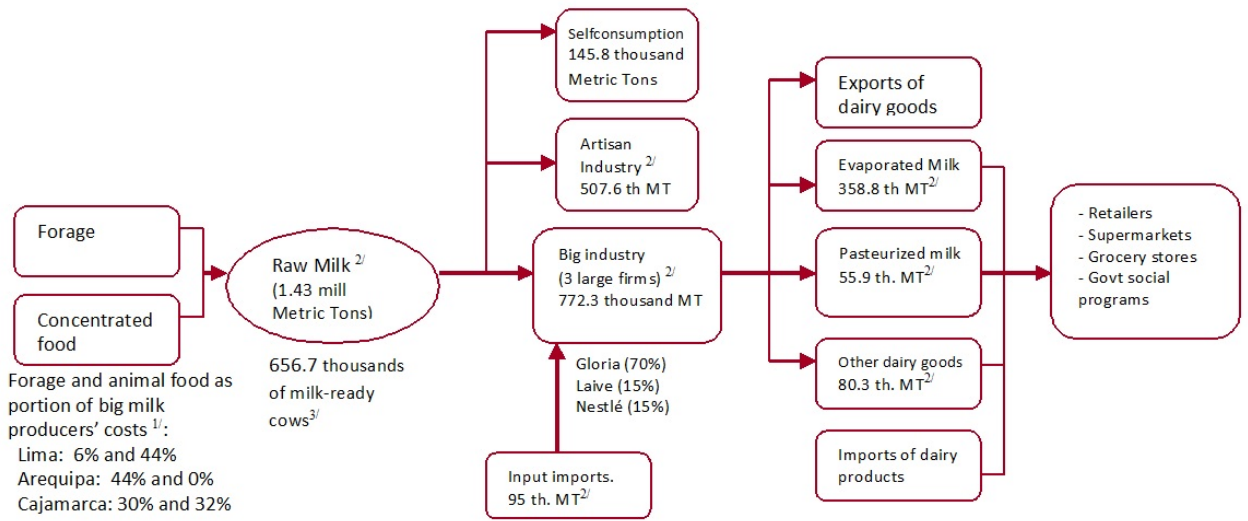 Forage
Concentrated
food
Forage and animal food as
portion of big milk
producers' costs 1/:
Lima: 6% and 44%
Arequipa: 44% and 0%
Cajamarca: 30% and 32%
Raw Milk 2/
(1.43 mill
Metric Tons)
656.7 thousands
of milk-ready
cows3/
Selfconsumption
145.8 thousand
Metric Tons
Artisan
Industry 2/
507.6 th MT
Big industry
(3 large firms) 2/
772.3 thousand MT
Gloria (70%)
Laive (15%)
Nestlé (15%)
Input imports.
95 th. MT2/
Exports of
dairy goods
Evaporated Milk
358.8 th MT2/
Pasteurized milk
55.9 th. MT2/
Other dairy goods
80.3 th. MT2/
Imports of dairy
products
- Retailers
- Supermarkets
- Grocery stores
- Govt social
programs